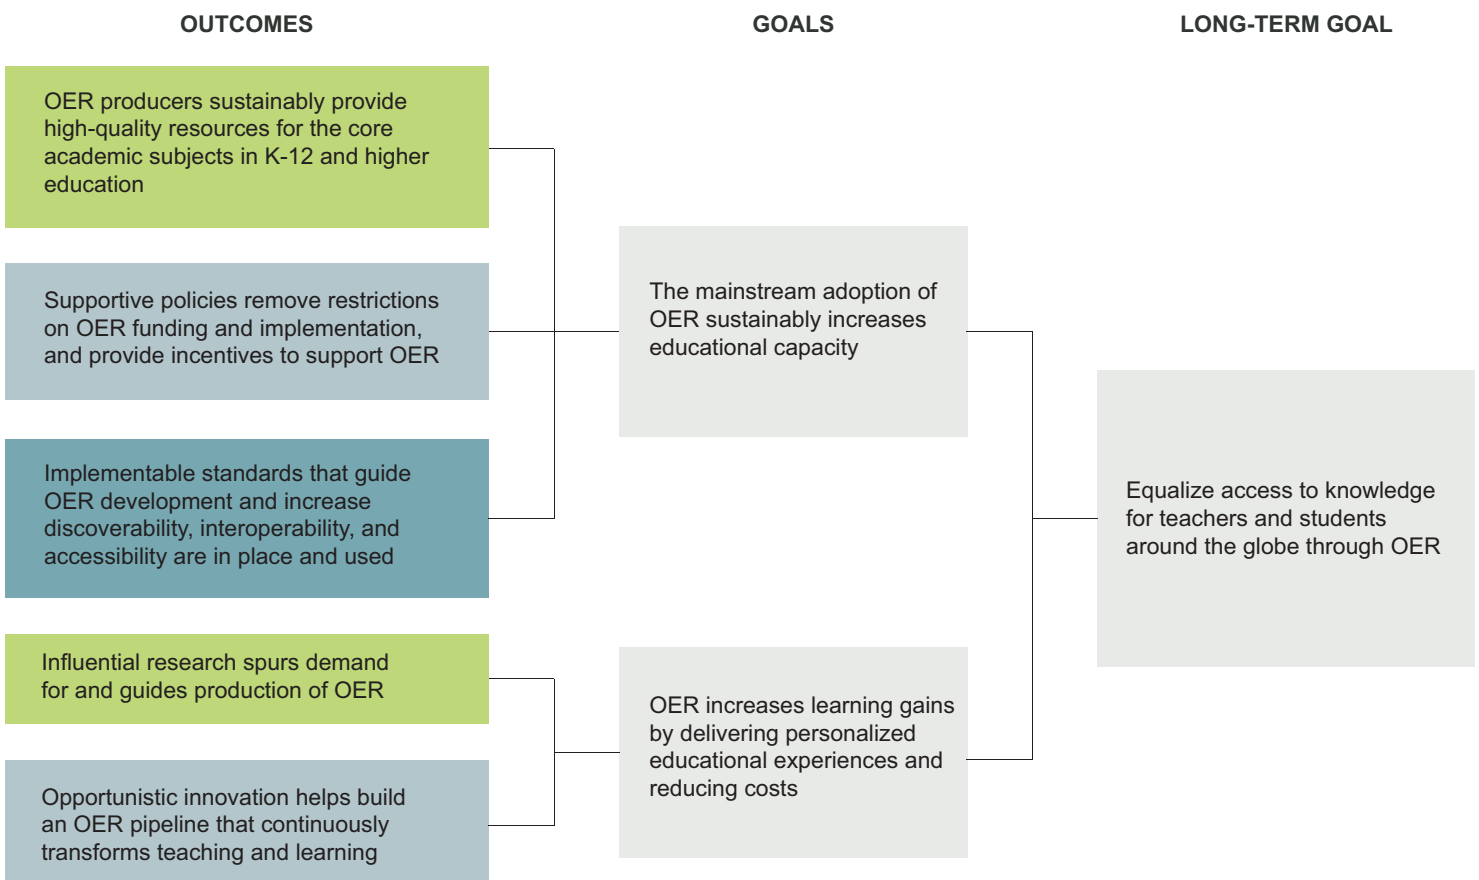 OUTCOMES
GOALS
LONG-TERM GOAL
OER producers sustainably provide
high-quality resources for the core
academic subjects in K-12 and higher
education
Supportive policies remove restrictions
on OER funding and implementation,
and provide incentives to support OER
Implementable standards that guide
OER development and increase
discoverability, interoperability, and
accessibility are in place and used
Influential research spurs demand
for and guides production of OER
Opportunistic innovation helps build
an OER pipeline that continuously
transforms teaching and learning
The mainstream adoption of
OER sustainably increases
educational capacity
OER increases learning gains
by delivering personalized
educational experiences and
reducing costs
Equalize access to knowledge
for teachers and students
around the globe through OER